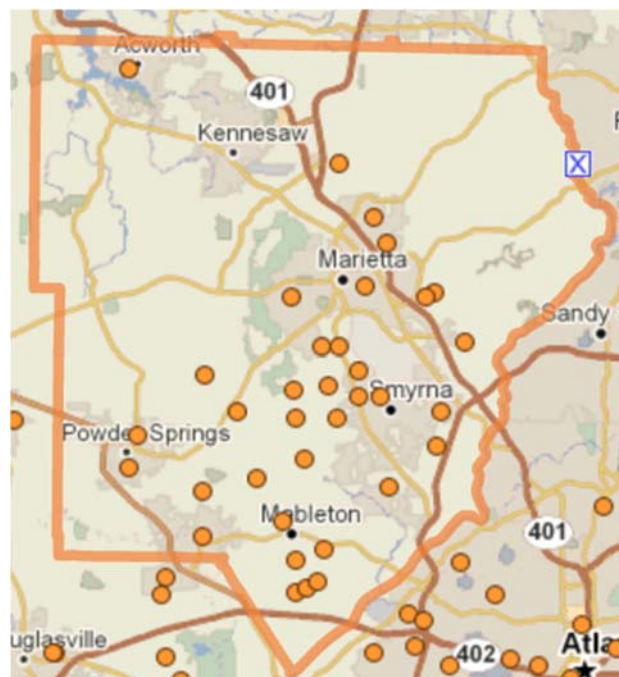 Acworth
401
Kennesaw
X
Marietta
Sandy
Smyrna
Powder Springs
Mableton
401
uglasville
402
Atla